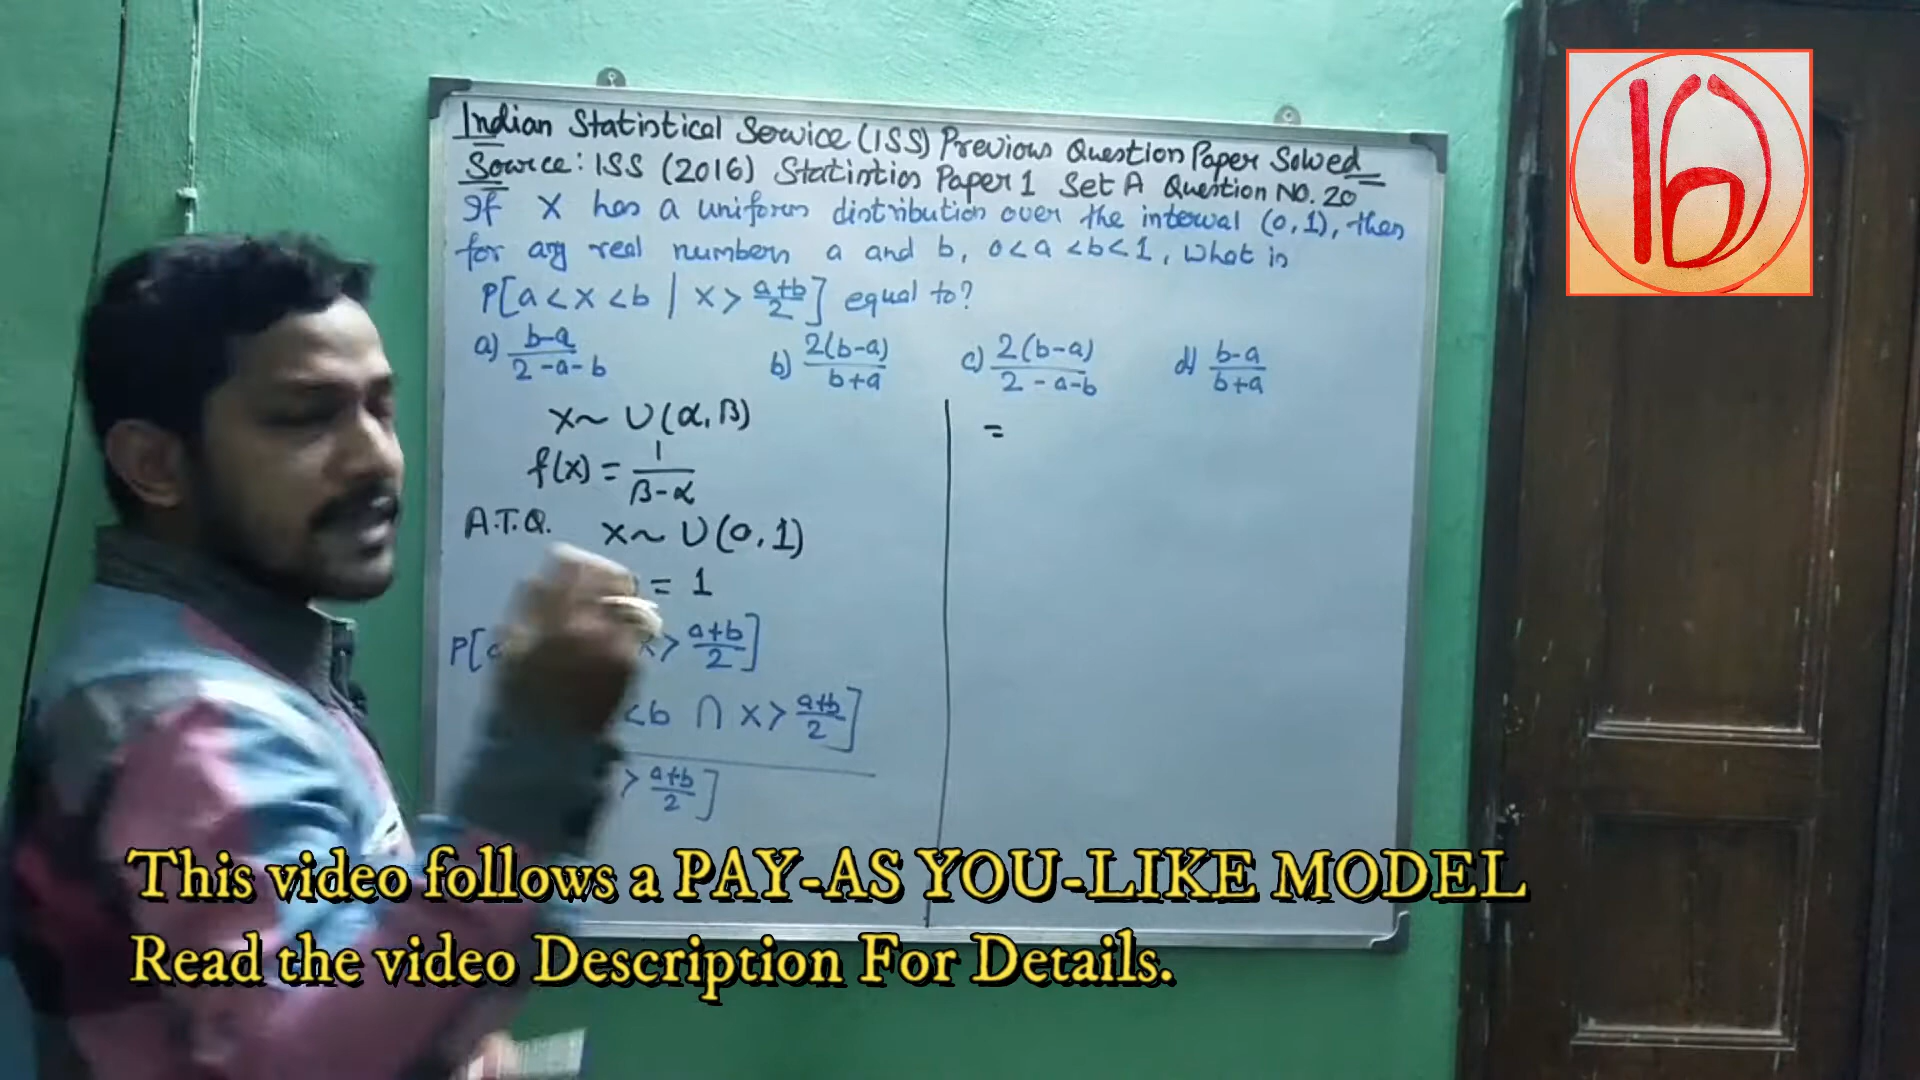 Indian Statistical Service (ISS) Previous Question Paper Solved
Source: ISS (2016) Statistics Paper 1 Set A Question No. 20
If X has a uniform distribution over the interval (0,1), then
for any real numbers a and b, 0<a<b<1, What is
P[a<x<b | x> a+b/2] equal to?
a) b-a/2-a-b b) 2(b-a)/b+a c) 2(b-a)/2-a-b d) b-a/b+a
x~ U(α,β)
f(x) = 1/β-α
A.T.Q. x~ U(0,1)
= 1
P[ x> a+b/2]
<b ∩ x> a+b/2]
> a+b/2]
=
This video follows a PAY-AS YOU-LIKE MODEL
Read the video Description For Details.